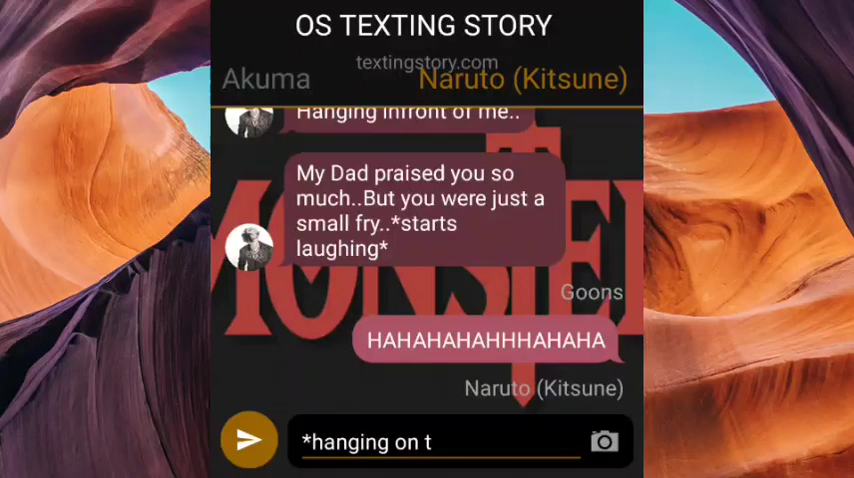 OS TEXTING STORY
textingstory.com
Akuma
Naruto (Kitsune)
Hanging infront of me..
My Dad praised you so
much..But you were just a
small fry..*starts
laughing*
MONSTER
Goons
HAHAHAHAHHHAHAHA
Naruto (Kitsune)
*hanging on t